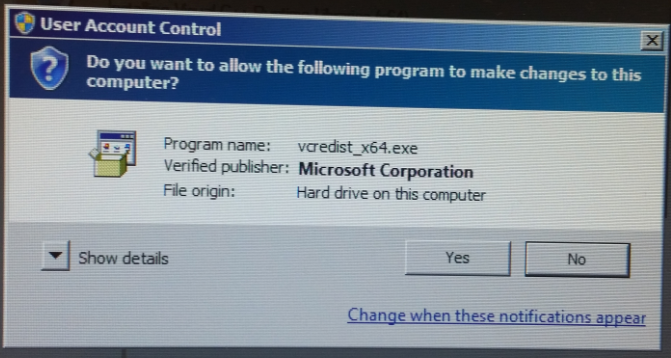 User Account Control
Do you want to allow the following program to make changes to this
computer?
Program name: vcredist_x64.exe
Verified publisher: Microsoft Corporation
File origin: Hard drive on this computer
Show details
Yes
No
Change when these notifications appear